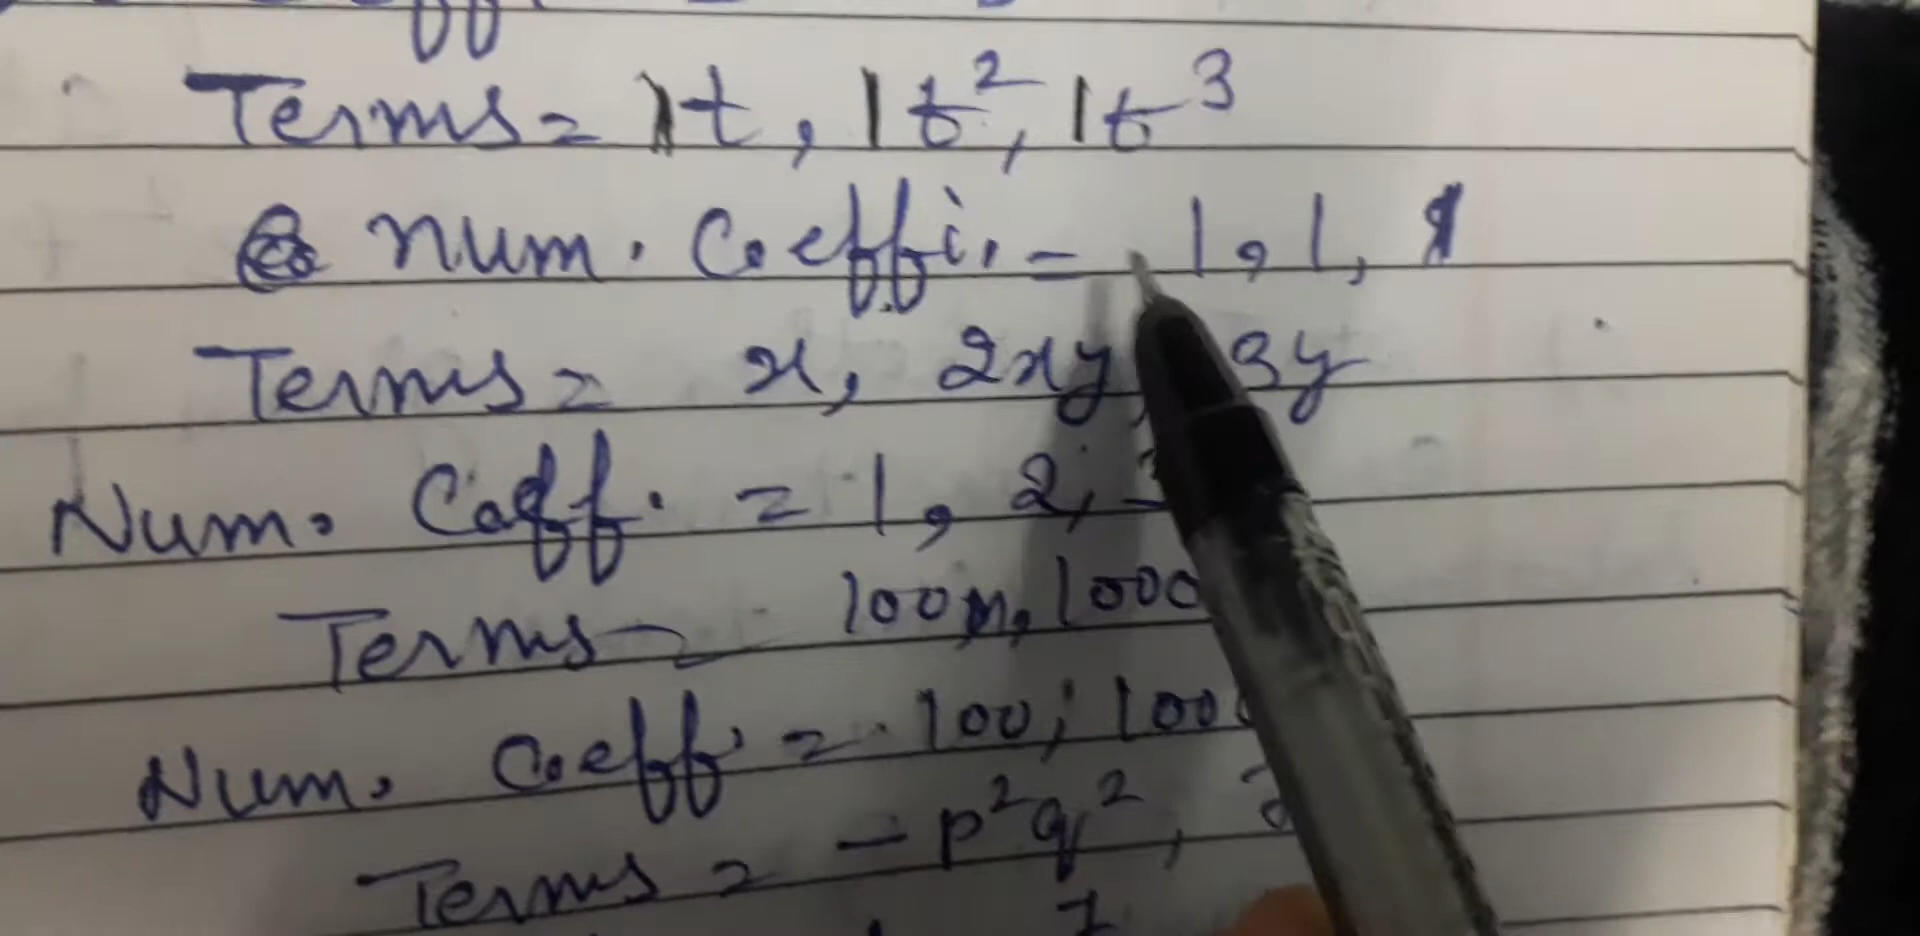 Terms = 1t, 1t², 1t³
num. Coeffi. = 1, 1, 1
Terms = x, 2xy, 3y
Num. Coeff. = 1, 2,
Terms = 100m, 1000
Num. Coeff. = 100, 100
Terms = -p²q²,